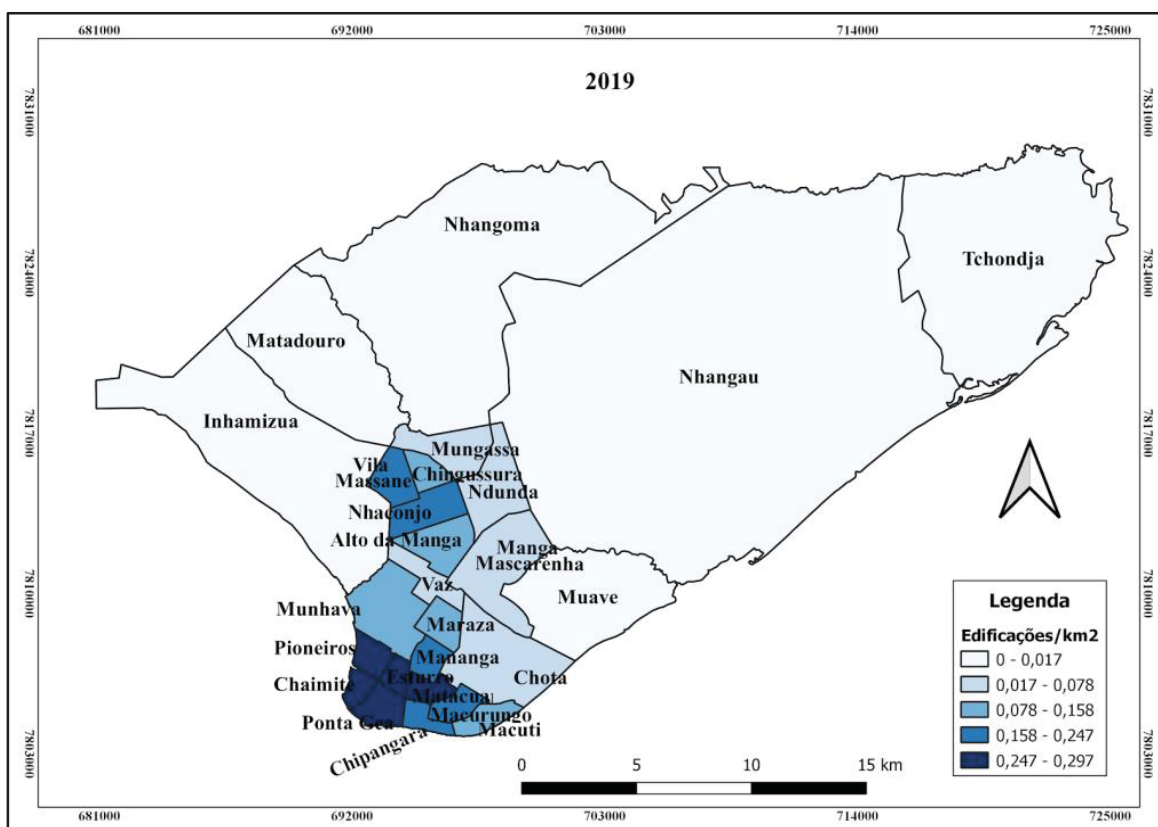 681000 692000 703000 714000 725000
2019
7831000 7831000
Nhangoma
Tchondja
7824000 7824000
Matadouro
Nhangau
Inhamizua
7817000 7817000
Mungassa
Vila
Massane
Chingussura
Ndunda
Nhaconjo
Alto da Manga
Manga
Mascarenha
Vaz
Muave
7810000 7810000
Munhava
Maraza
Pioneiros
Mananga
Esturro
Chota
Chaimite
Matacua
Macurungo
Ponta Gea
Macuti
Chipangara
7803000 7803000
Legenda
Edificações/km2
0 - 0,017
0,017 - 0,078
0,078 - 0,158
0,158 - 0,247
0,247 - 0,297
0 5 10 15 km
681000 692000 703000 714000 725000